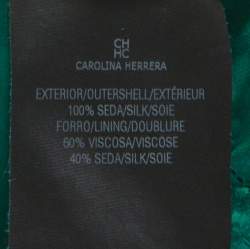 CH
HC
CAROLINA HERRERA
EXTERIOR/OUTERSHELL/EXTÉRIEUR
100% SEDA/SILK/SOIE
FORRO/LINING/DOUBLURE
60% VISCOSA/VISCOSE
40% SEDA/SILK/SOIE